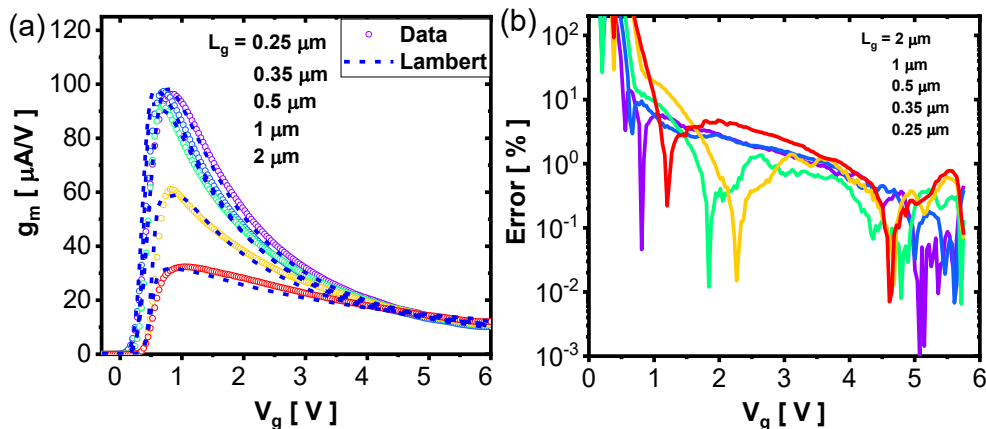 (a)
120
100
80
60
40
20
0
gm [ μA/V ]
Lg = 0.25 μm
0.35 μm
0.5 μm
1 μm
2 μm
Data
Lambert
0 1 2 3 4 5 6
Vg [ V ]
(b)
10²
10¹
10⁰
10⁻¹
10⁻²
10⁻³
Error [ % ]
Lg = 2 μm
1 μm
0.5 μm
0.35 μm
0.25 μm
0 1 2 3 4 5 6
Vg [ V ]